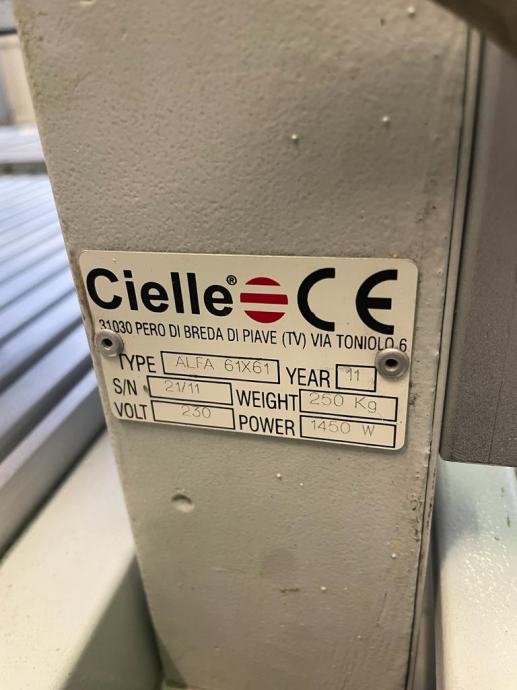 Cielle® CE
31030 PERO DI BREDA DI PIAVE (TV) VIA TONIOLO 6
TYPE ALFA 61X61 YEAR 11
S/N 21/11 WEIGHT 250 Kg
VOLT 230 POWER 1450 W